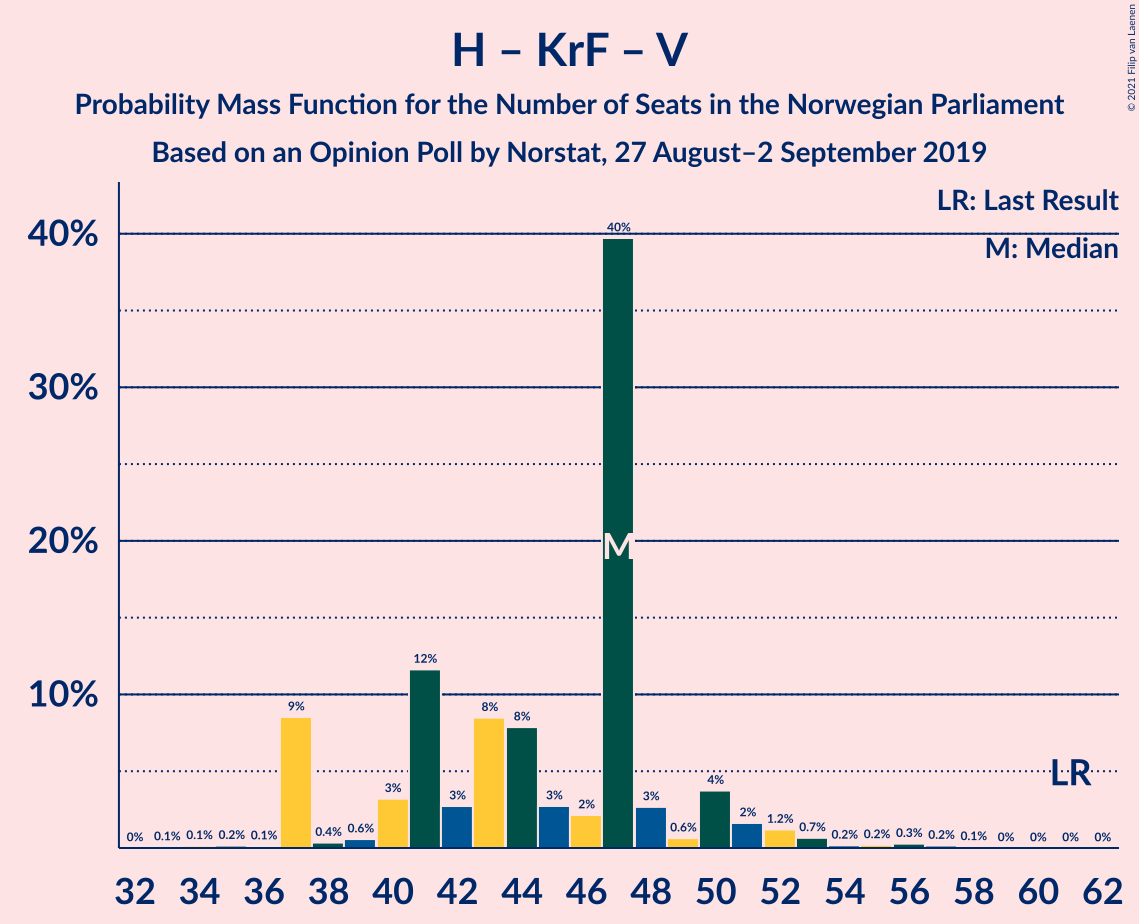 H – KrF – V
Probability Mass Function for the Number of Seats in the Norwegian Parliament
Based on an Opinion Poll by Norstat, 27 August–2 September 2019
© 2021 Filip van Laenen
LR: Last Result
M: Median
40%
30%
20%
10%
0% 0.1% 0.1% 0.2% 0.1% 9% 0.4% 0.6% 3% 12% 3% 8% 8% 3% 2% 40% 3% 0.6% 4% 2% 1.2% 0.7% 0.2% 0.2% 0.3% 0.2% 0.1% 0% 0% 0% 0%
M
LR
32 34 36 38 40 42 44 46 48 50 52 54 56 58 60 62